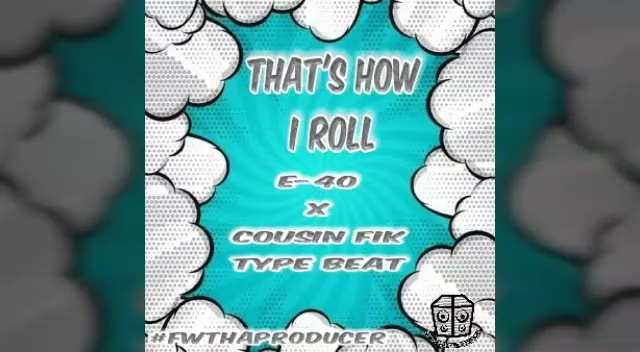 THAT'S HOW
I ROLL
E-40
X
COUSIN FIK
TYPE BEAT
#FWTHAPRODUCER